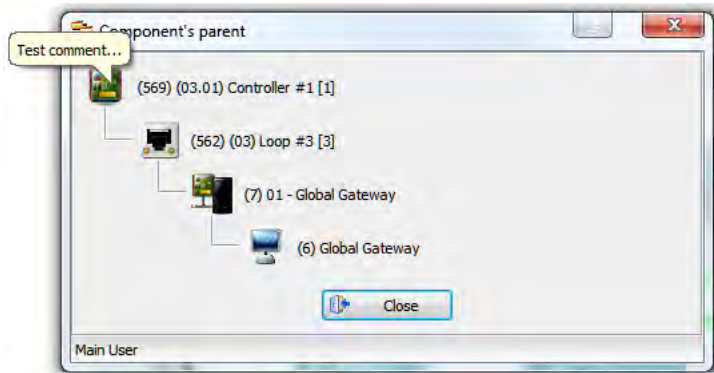 Component's parent
Test comment...
(569) (03.01) Controller #1 [1]
(562) (03) Loop #3 [3]
(7) 01 - Global Gateway
(6) Global Gateway
Close
Main User